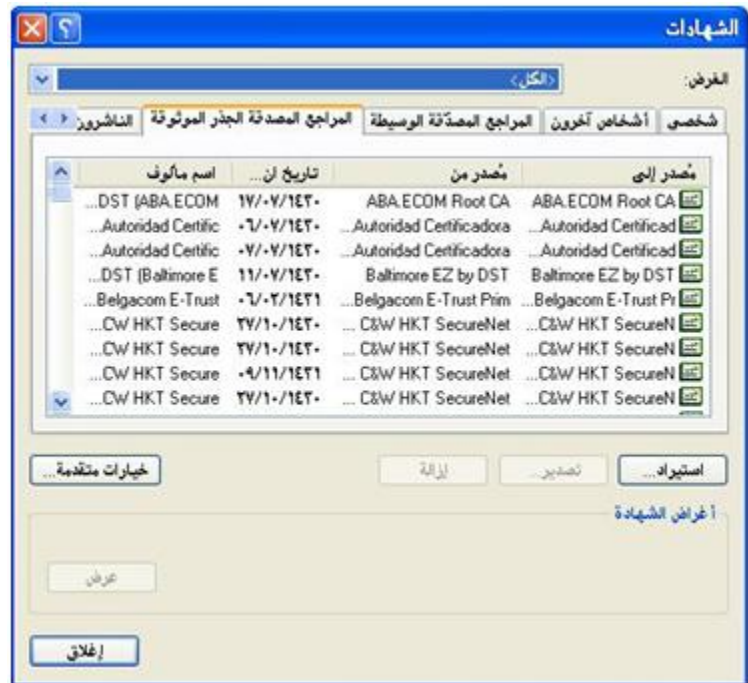 الشهادات
الغرض: <الكل>
شخصي أشخاص آخرون المراجع المصدّقة الوسيطة المراجع المصدقة الجذر الموثوقة الناشرون
مُصدر إلى مُصدر من تاريخ ان... اسم مألوف
ABA.ECOM Root CA ABA.ECOM Root CA ١٧/٠٧/١٤٣٠ DST (ABA.ECOM...
Autoridad Certificad... Autoridad Certificadora... ٠٦/٠٧/١٤٣٠ Autoridad Certific...
Autoridad Certificad... Autoridad Certificadora... ٠٧/٠٧/١٤٣٠ Autoridad Certific...
Baltimore EZ by DST Baltimore EZ by DST ١١/٠٧/١٤٣٠ DST (Baltimore E...
Belgacom E-Trust Pr... Belgacom E-Trust Prim... ٠٦/٠٢/١٤٣١ Belgacom E-Trust...
C&W HKT SecureN... C&W HKT SecureNet ... ٢٧/١٠/١٤٣٠ CW HKT Secure...
C&W HKT SecureN... C&W HKT SecureNet ... ٢٧/١٠/١٤٣٠ CW HKT Secure...
C&W HKT SecureN... C&W HKT SecureNet ... ٠٩/١١/١٤٣١ CW HKT Secure...
C&W HKT SecureN... C&W HKT SecureNet ... ٢٧/١٠/١٤٣٠ CW HKT Secure...
استيراد... تصدير... إزالة خيارات متقدمة...
أغراض الشهادة
عرض
إغلاق